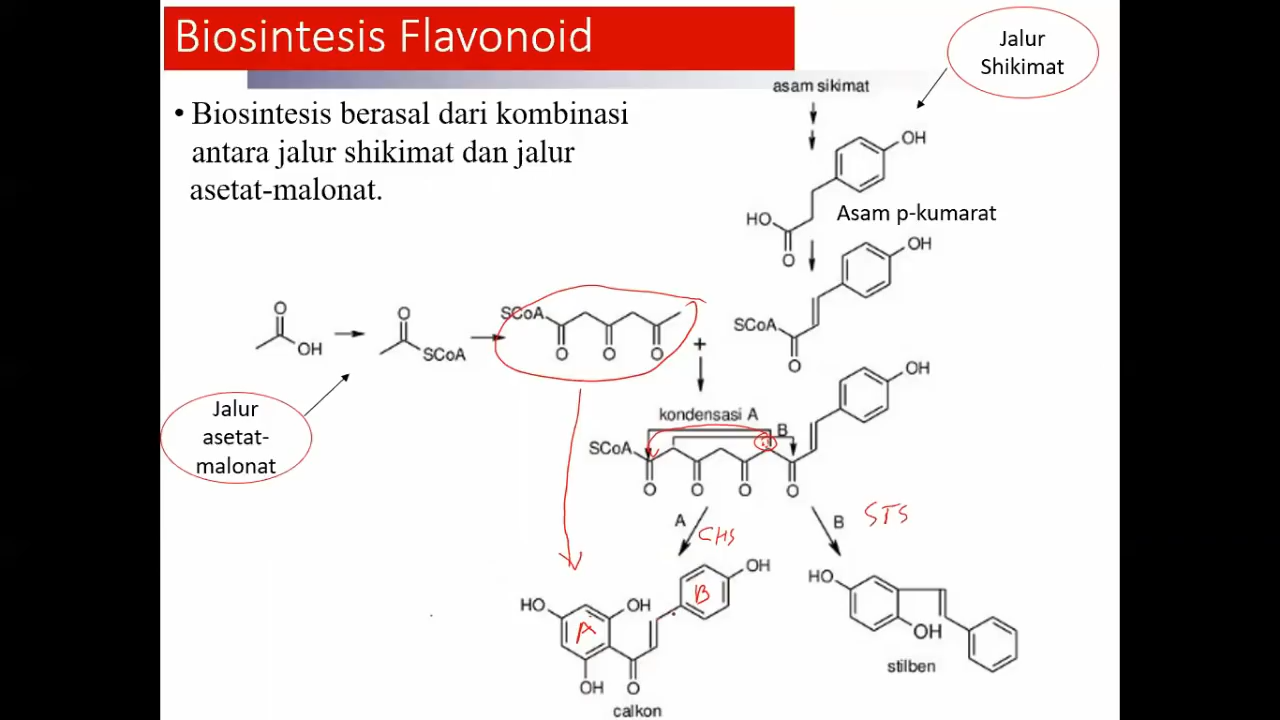 Biosintesis Flavonoid
Jalur
Shikimat
• Biosintesis berasal dari kombinasi
antara jalur shikimat dan jalur
asetat-malonat.
asam sikimat
OH
HO
O
Asam p-kumarat
OH
SCoA
O
O
OH
O
SCoA
SCoA
O
O
O
+
Jalur
asetat-
malonat
kondensasi A
B
OH
SCoA
O
O
O
O
A
CHS
B
STS
HO
OH
A
B
OH
OH
O
calkon
HO
OH
stilben